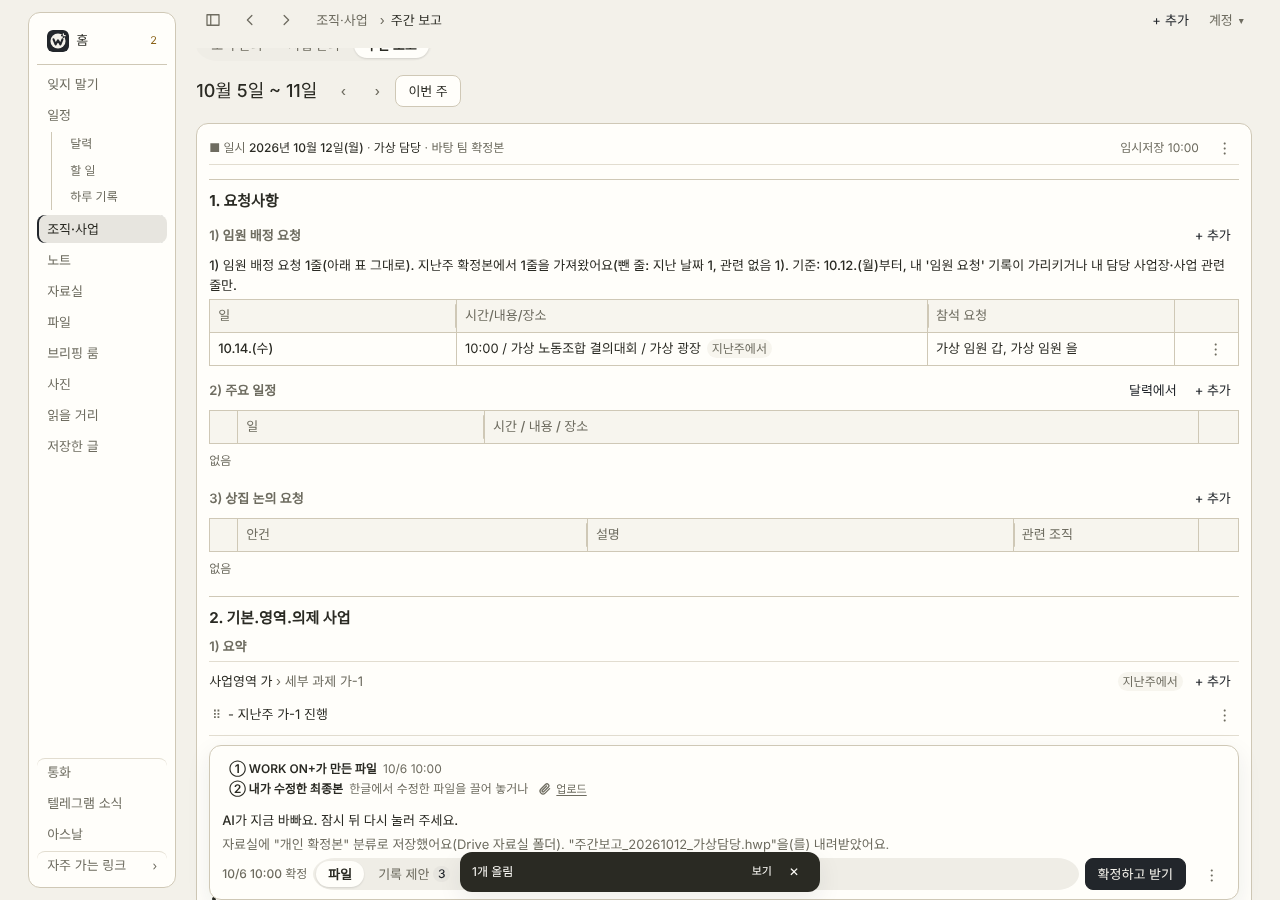 홈 2
잊지 말기
일정
달력
할 일
하루 기록
조직·사업
노트
자료실
파일
브리핑 룸
사진
읽을 거리
저장한 글
통화
텔레그램 소식
아스날
자주 가는 링크 ›
조직·사업 › 주간 보고
+ 추가 계정 ▾
10월 5일 ~ 11일 ‹ › 이번 주
■ 일시 2026년 10월 12일(월) · 가상 담당 · 바탕 팀 확정본 임시저장 10:00
1. 요청사항
1) 임원 배정 요청 + 추가
1) 임원 배정 요청 1줄(아래 표 그대로). 지난주 확정본에서 1줄을 가져왔어요(뺀 줄: 지난 날짜 1, 관련 없음 1). 기준: 10.12.(월)부터, 내 '임원 요청' 기록이 가리키거나 내 담당 사업장·사업 관련
줄만.
일 시간/내용/장소 참석 요청
10.14.(수) 10:00 / 가상 노동조합 결의대회 / 가상 광장 지난주에서 가상 임원 갑, 가상 임원 을
2) 주요 일정 달력에서 + 추가
일 시간 / 내용 / 장소
없음
3) 상집 논의 요청 + 추가
안건 설명 관련 조직
없음
2. 기본.영역.의제 사업
1) 요약
사업영역 가 › 세부 과제 가-1 지난주에서 + 추가
- 지난주 가-1 진행
① WORK ON+가 만든 파일 10/6 10:00
② 내가 수정한 최종본 한글에서 수정한 파일을 끌어 놓거나 업로드
AI가 지금 바빠요. 잠시 뒤 다시 눌러 주세요.
자료실에 "개인 확정본" 분류로 저장했어요(Drive 자료실 폴더). "주간보고_20261012_가상담당.hwp"을(를) 내려받았어요.
10/6 10:00 확정 파일 기록 제안 3 확정하고 받기
1개 올림 보기 ×